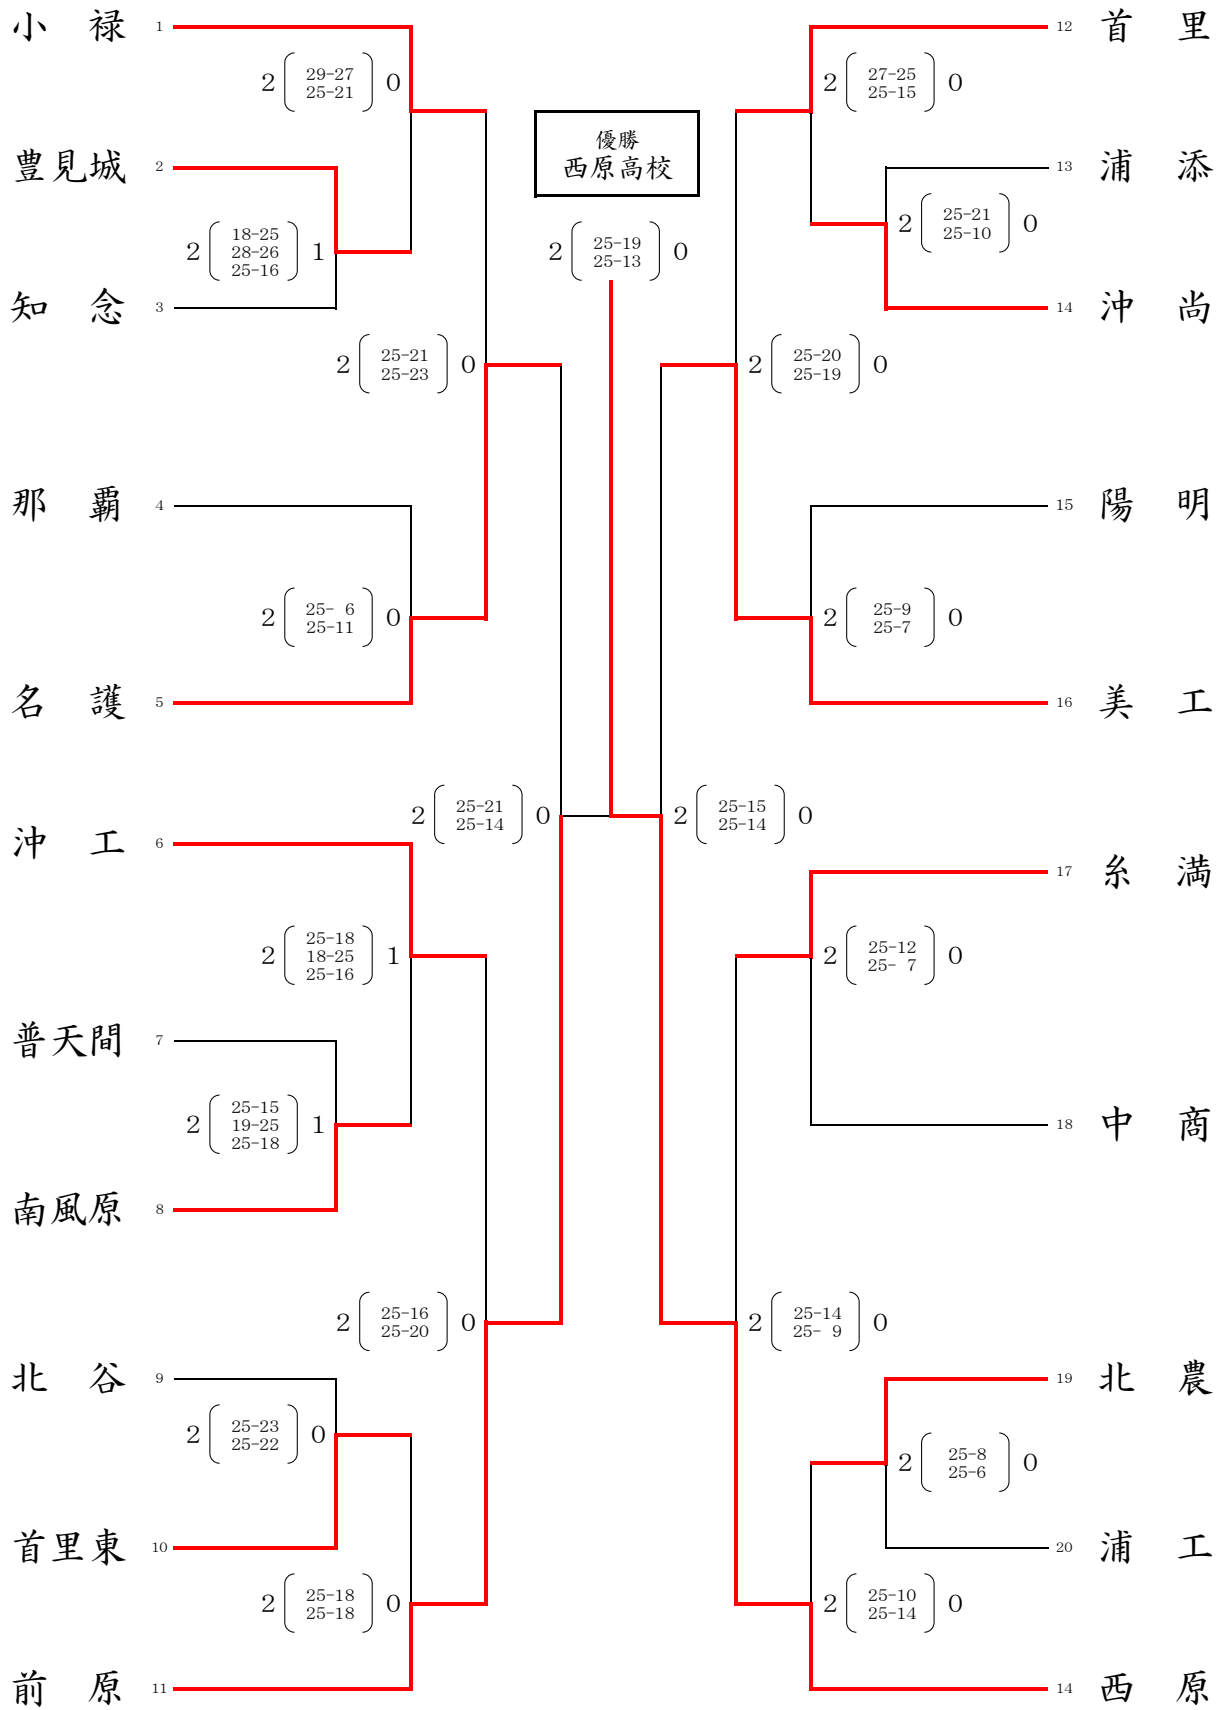 小　禄 1
2 29-27 0
25-21
豊見城 2
18-25
2 28-26 1
25-16
知　念 3
2 25-21 0
25-23
那　覇 4
2 25- 6 0
25-11
名　護 5
2 25-21 0
25-14
沖　工 6
25-18
2 18-25 1
25-16
普天間 7
25-15
2 19-25 1
25-18
南風原 8
2 25-16 0
25-20
北　谷 9
2 25-23 0
25-22
首里東 10
2 25-18 0
25-18
前　原 11
優勝
西原高校
2 25-19 0
25-13
12 首　里
2 27-25 0
25-15
13 浦　添
2 25-21 0
25-10
14 沖　尚
2 25-20 0
25-19
15 陽　明
2 25-9 0
25-7
16 美　工
2 25-15 0
25-14
17 糸　満
2 25-12 0
25- 7
18 中　商
2 25-14 0
25- 9
19 北　農
2 25-8 0
25-6
20 浦　工
2 25-10 0
25-14
14 西　原